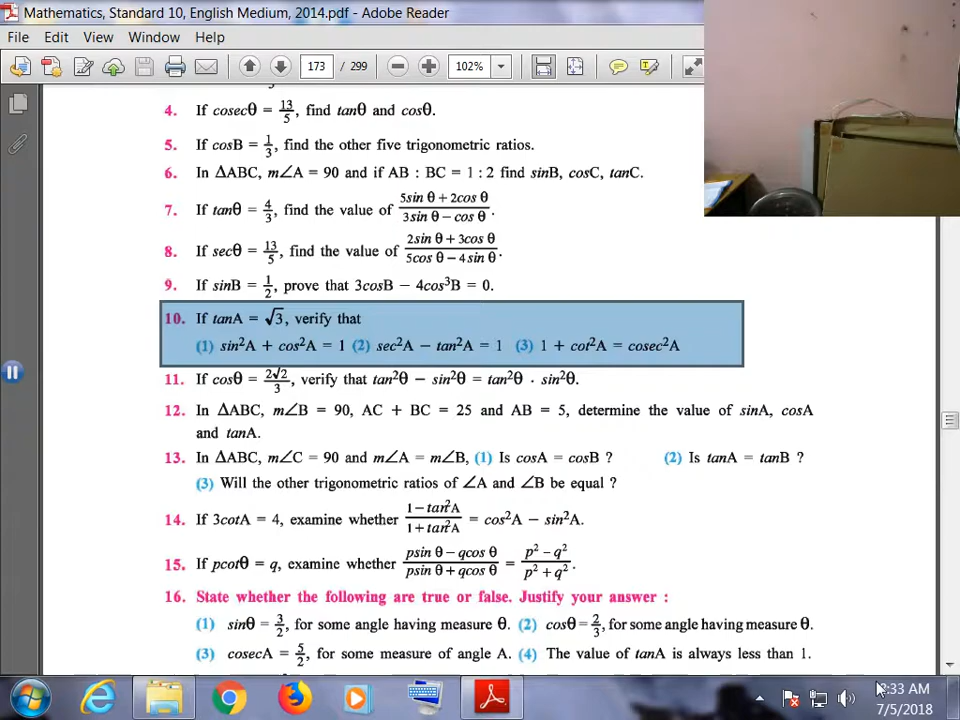 Mathematics, Standard 10, English Medium, 2014.pdf - Adobe Reader
File Edit View Window Help
173 / 299 102%
4. If cosecθ = 13/5, find tanθ and cosθ.
5. If cosB = 1/3, find the other five trigonometric ratios.
6. In ΔABC, m∠A = 90 and if AB : BC = 1 : 2 find sinB, cosC, tanC.
7. If tanθ = 4/3, find the value of (5sin θ + 2cos θ)/(3sin θ − cos θ).
8. If secθ = 13/5, find the value of (2sin θ + 3cos θ)/(5cos θ − 4sin θ).
9. If sinB = 1/2, prove that 3cosB − 4cos³B = 0.
10. If tanA = √3, verify that
(1) sin²A + cos²A = 1 (2) sec²A − tan²A = 1 (3) 1 + cot²A = cosec²A
11. If cosθ = 2√2/3, verify that tan²θ − sin²θ = tan²θ · sin²θ.
12. In ΔABC, m∠B = 90, AC + BC = 25 and AB = 5, determine the value of sinA, cosA
and tanA.
13. In ΔABC, m∠C = 90 and m∠A = m∠B, (1) Is cosA = cosB ? (2) Is tanA = tanB ?
(3) Will the other trigonometric ratios of ∠A and ∠B be equal ?
14. If 3cotA = 4, examine whether (1 − tan²A)/(1 + tan²A) = cos²A − sin²A.
15. If pcotθ = q, examine whether (psin θ − qcos θ)/(psin θ + qcos θ) = (p² − q²)/(p² + q²).
16. State whether the following are true or false. Justify your answer :
(1) sinθ = 3/2, for some angle having measure θ. (2) cosθ = 2/3, for some angle having measure θ.
(3) cosecA = 5/2, for some measure of angle A. (4) The value of tanA is always less than 1.
:33 AM
7/5/2018